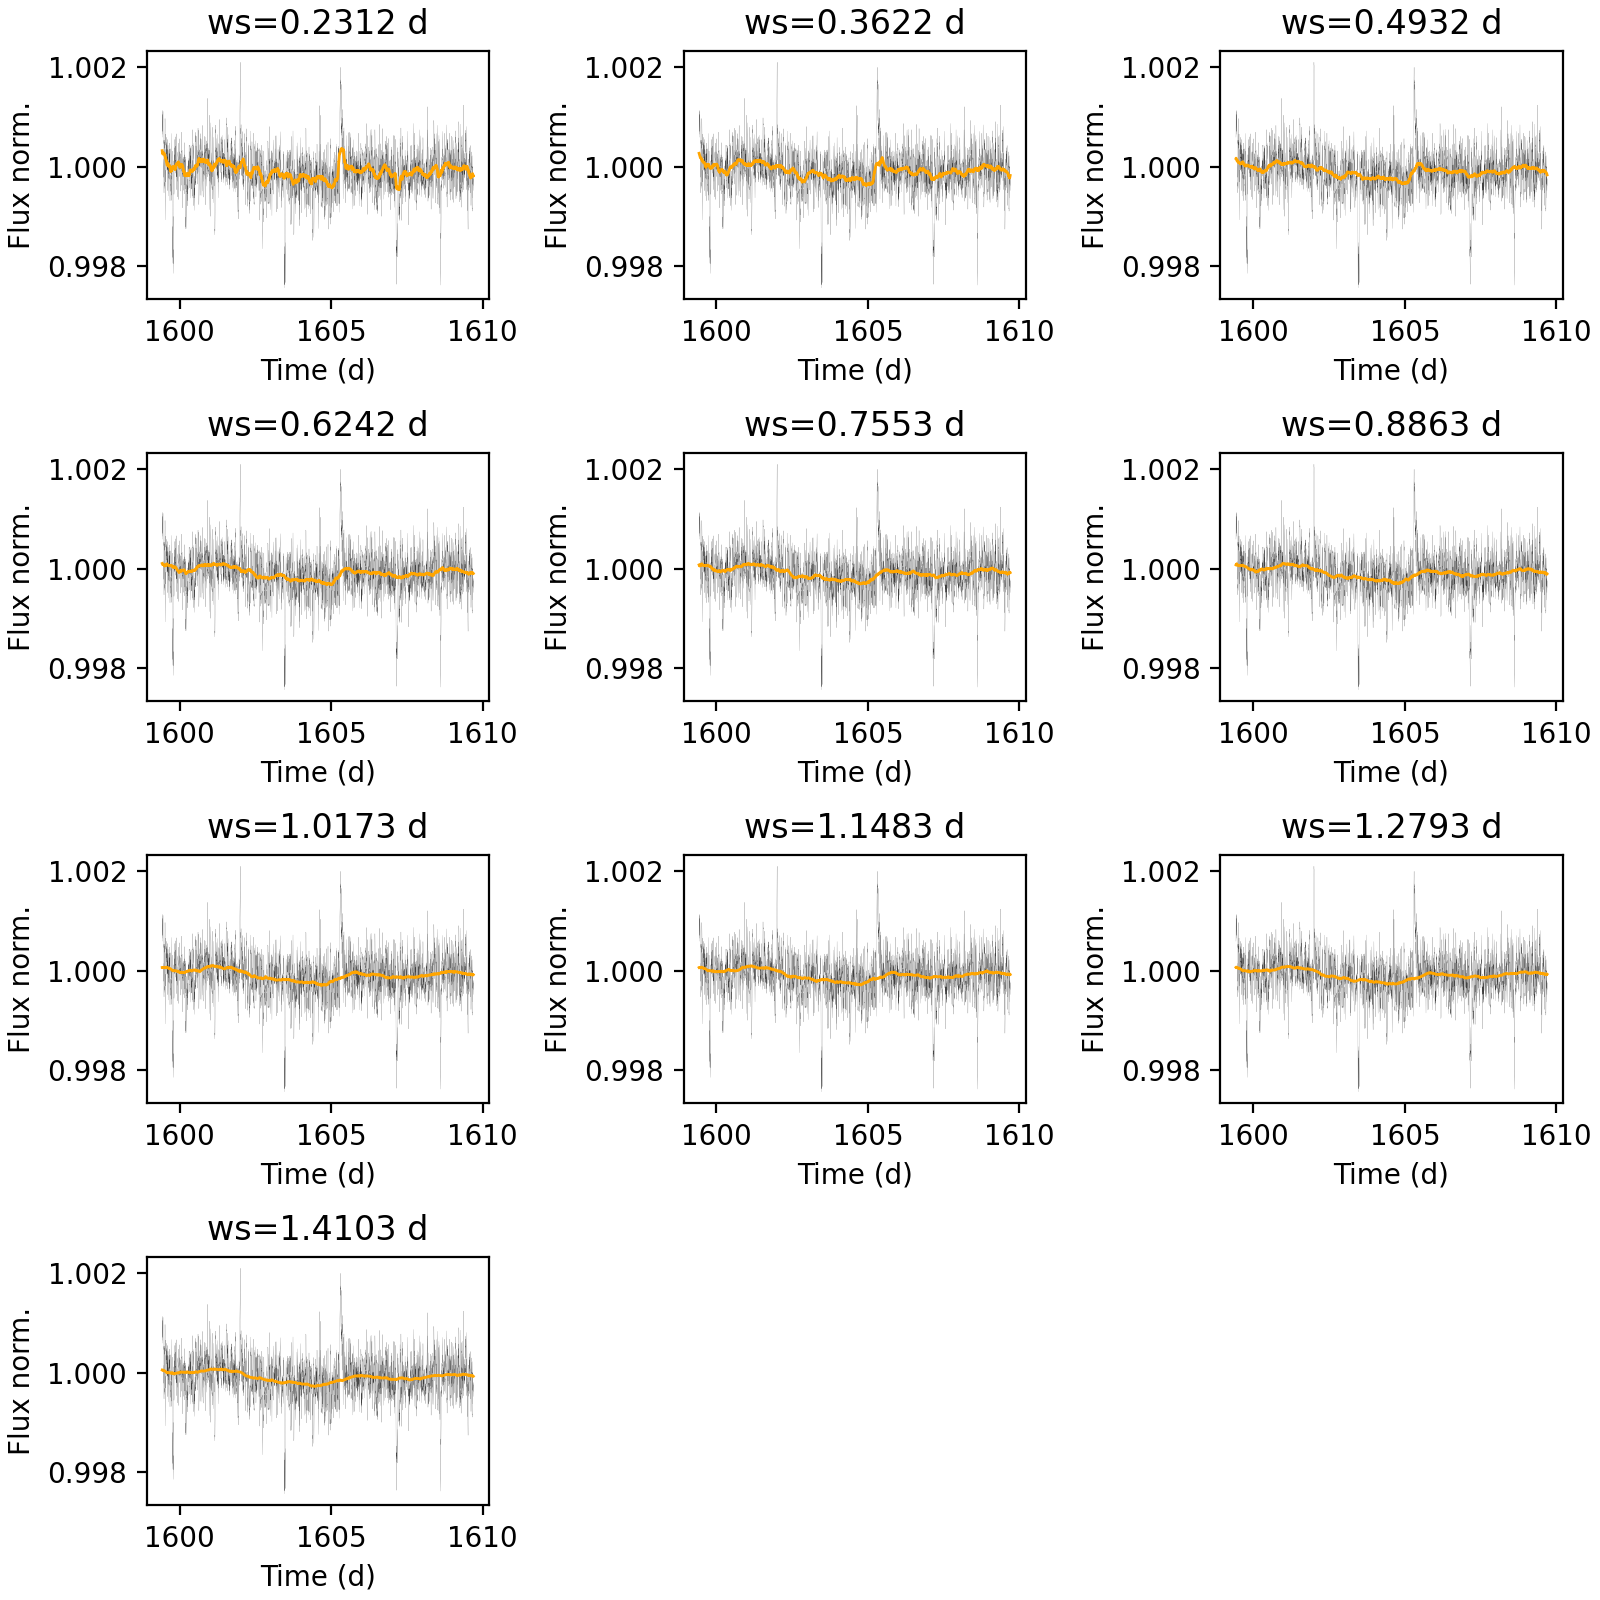 ws=0.2312 d
ws=0.3622 d
ws=0.4932 d
1.002
1.000
0.998
Flux norm.
1600 1605 1610
Time (d)
1.002
1.000
0.998
Flux norm.
1600 1605 1610
Time (d)
1.002
1.000
0.998
Flux norm.
1600 1605 1610
Time (d)
ws=0.6242 d
ws=0.7553 d
ws=0.8863 d
1.002
1.000
0.998
Flux norm.
1600 1605 1610
Time (d)
1.002
1.000
0.998
Flux norm.
1600 1605 1610
Time (d)
1.002
1.000
0.998
Flux norm.
1600 1605 1610
Time (d)
ws=1.0173 d
ws=1.1483 d
ws=1.2793 d
1.002
1.000
0.998
Flux norm.
1600 1605 1610
Time (d)
1.002
1.000
0.998
Flux norm.
1600 1605 1610
Time (d)
1.002
1.000
0.998
Flux norm.
1600 1605 1610
Time (d)
ws=1.4103 d
1.002
1.000
0.998
Flux norm.
1600 1605 1610
Time (d)